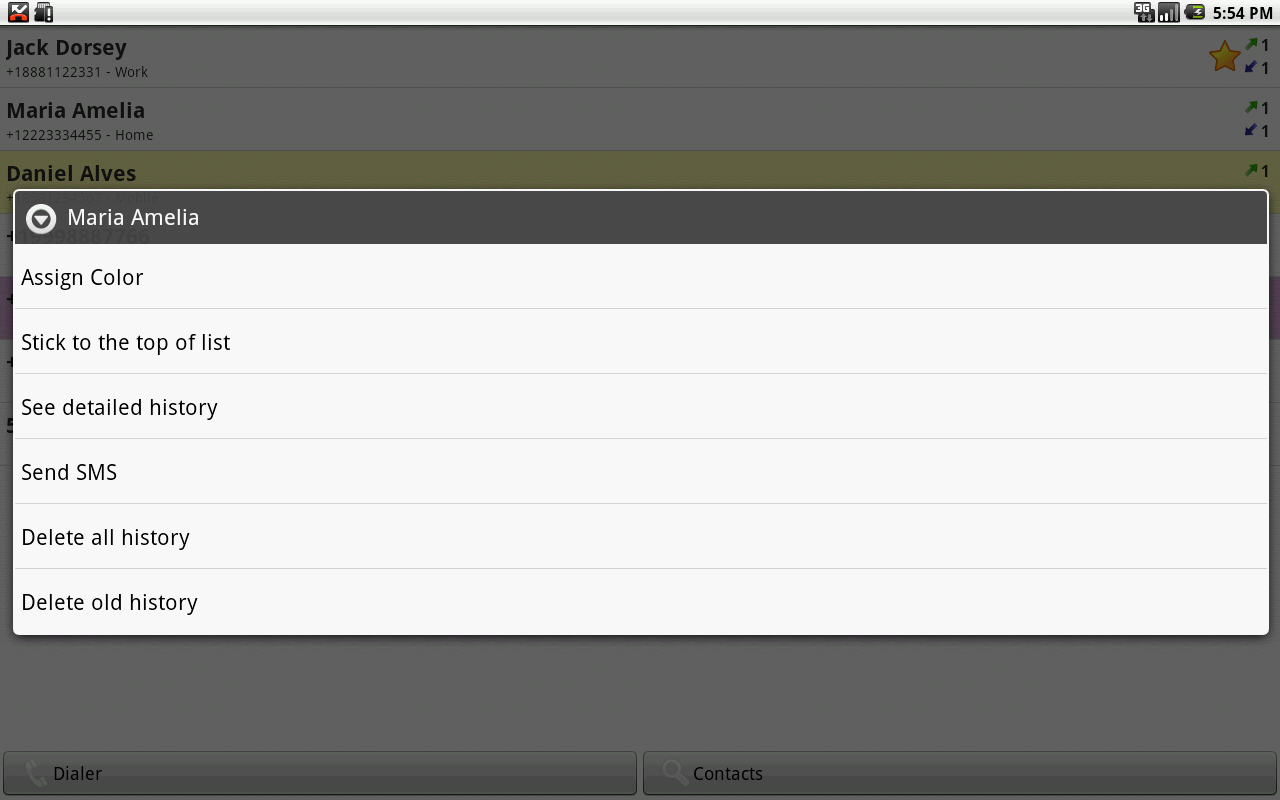 3G 5:54 PM
Jack Dorsey
1
+18881122331 - Work
1
Maria Amelia
1
+12223334455 - Home
1
Daniel Alves
1
Maria Amelia
Assign Color
Stick to the top of list
See detailed history
Send SMS
Delete all history
Delete old history
Dialer
Contacts